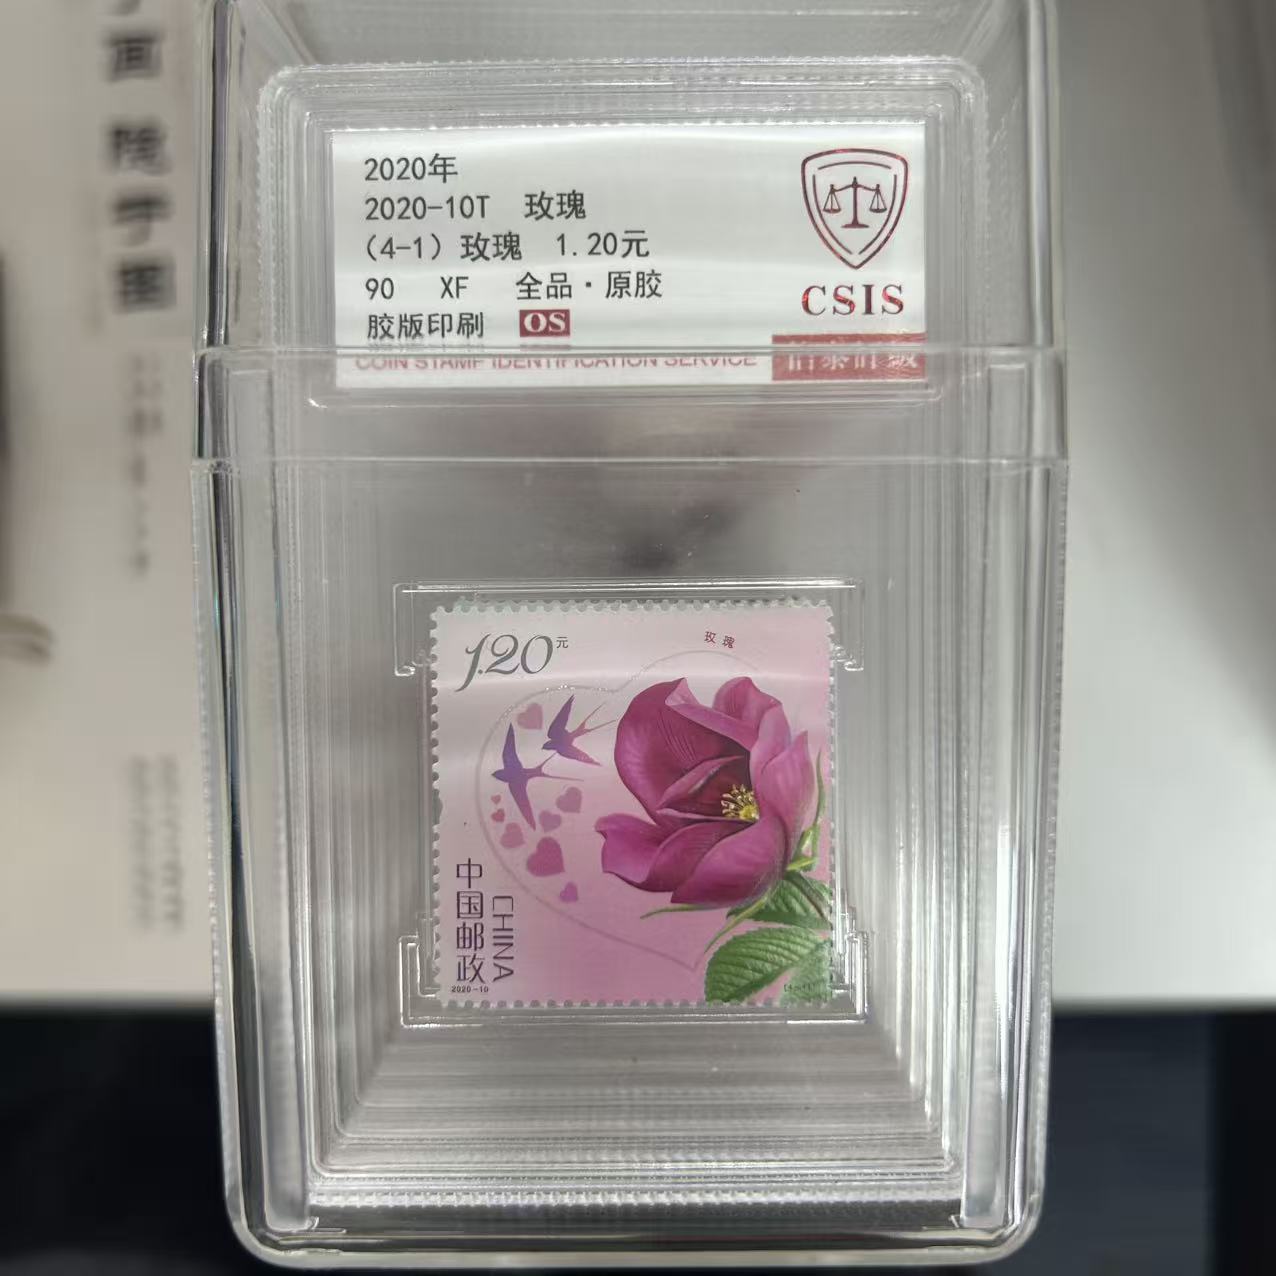 2020年
2020-10T 玫瑰
(4-1) 玫瑰 1.20元
90 XF 全品·原胶
胶版印刷 OS
CSIS
COIN STAMP IDENTIFICATION SERVICE
1.20元
玫瑰
中国邮政
CHINA
2020-10